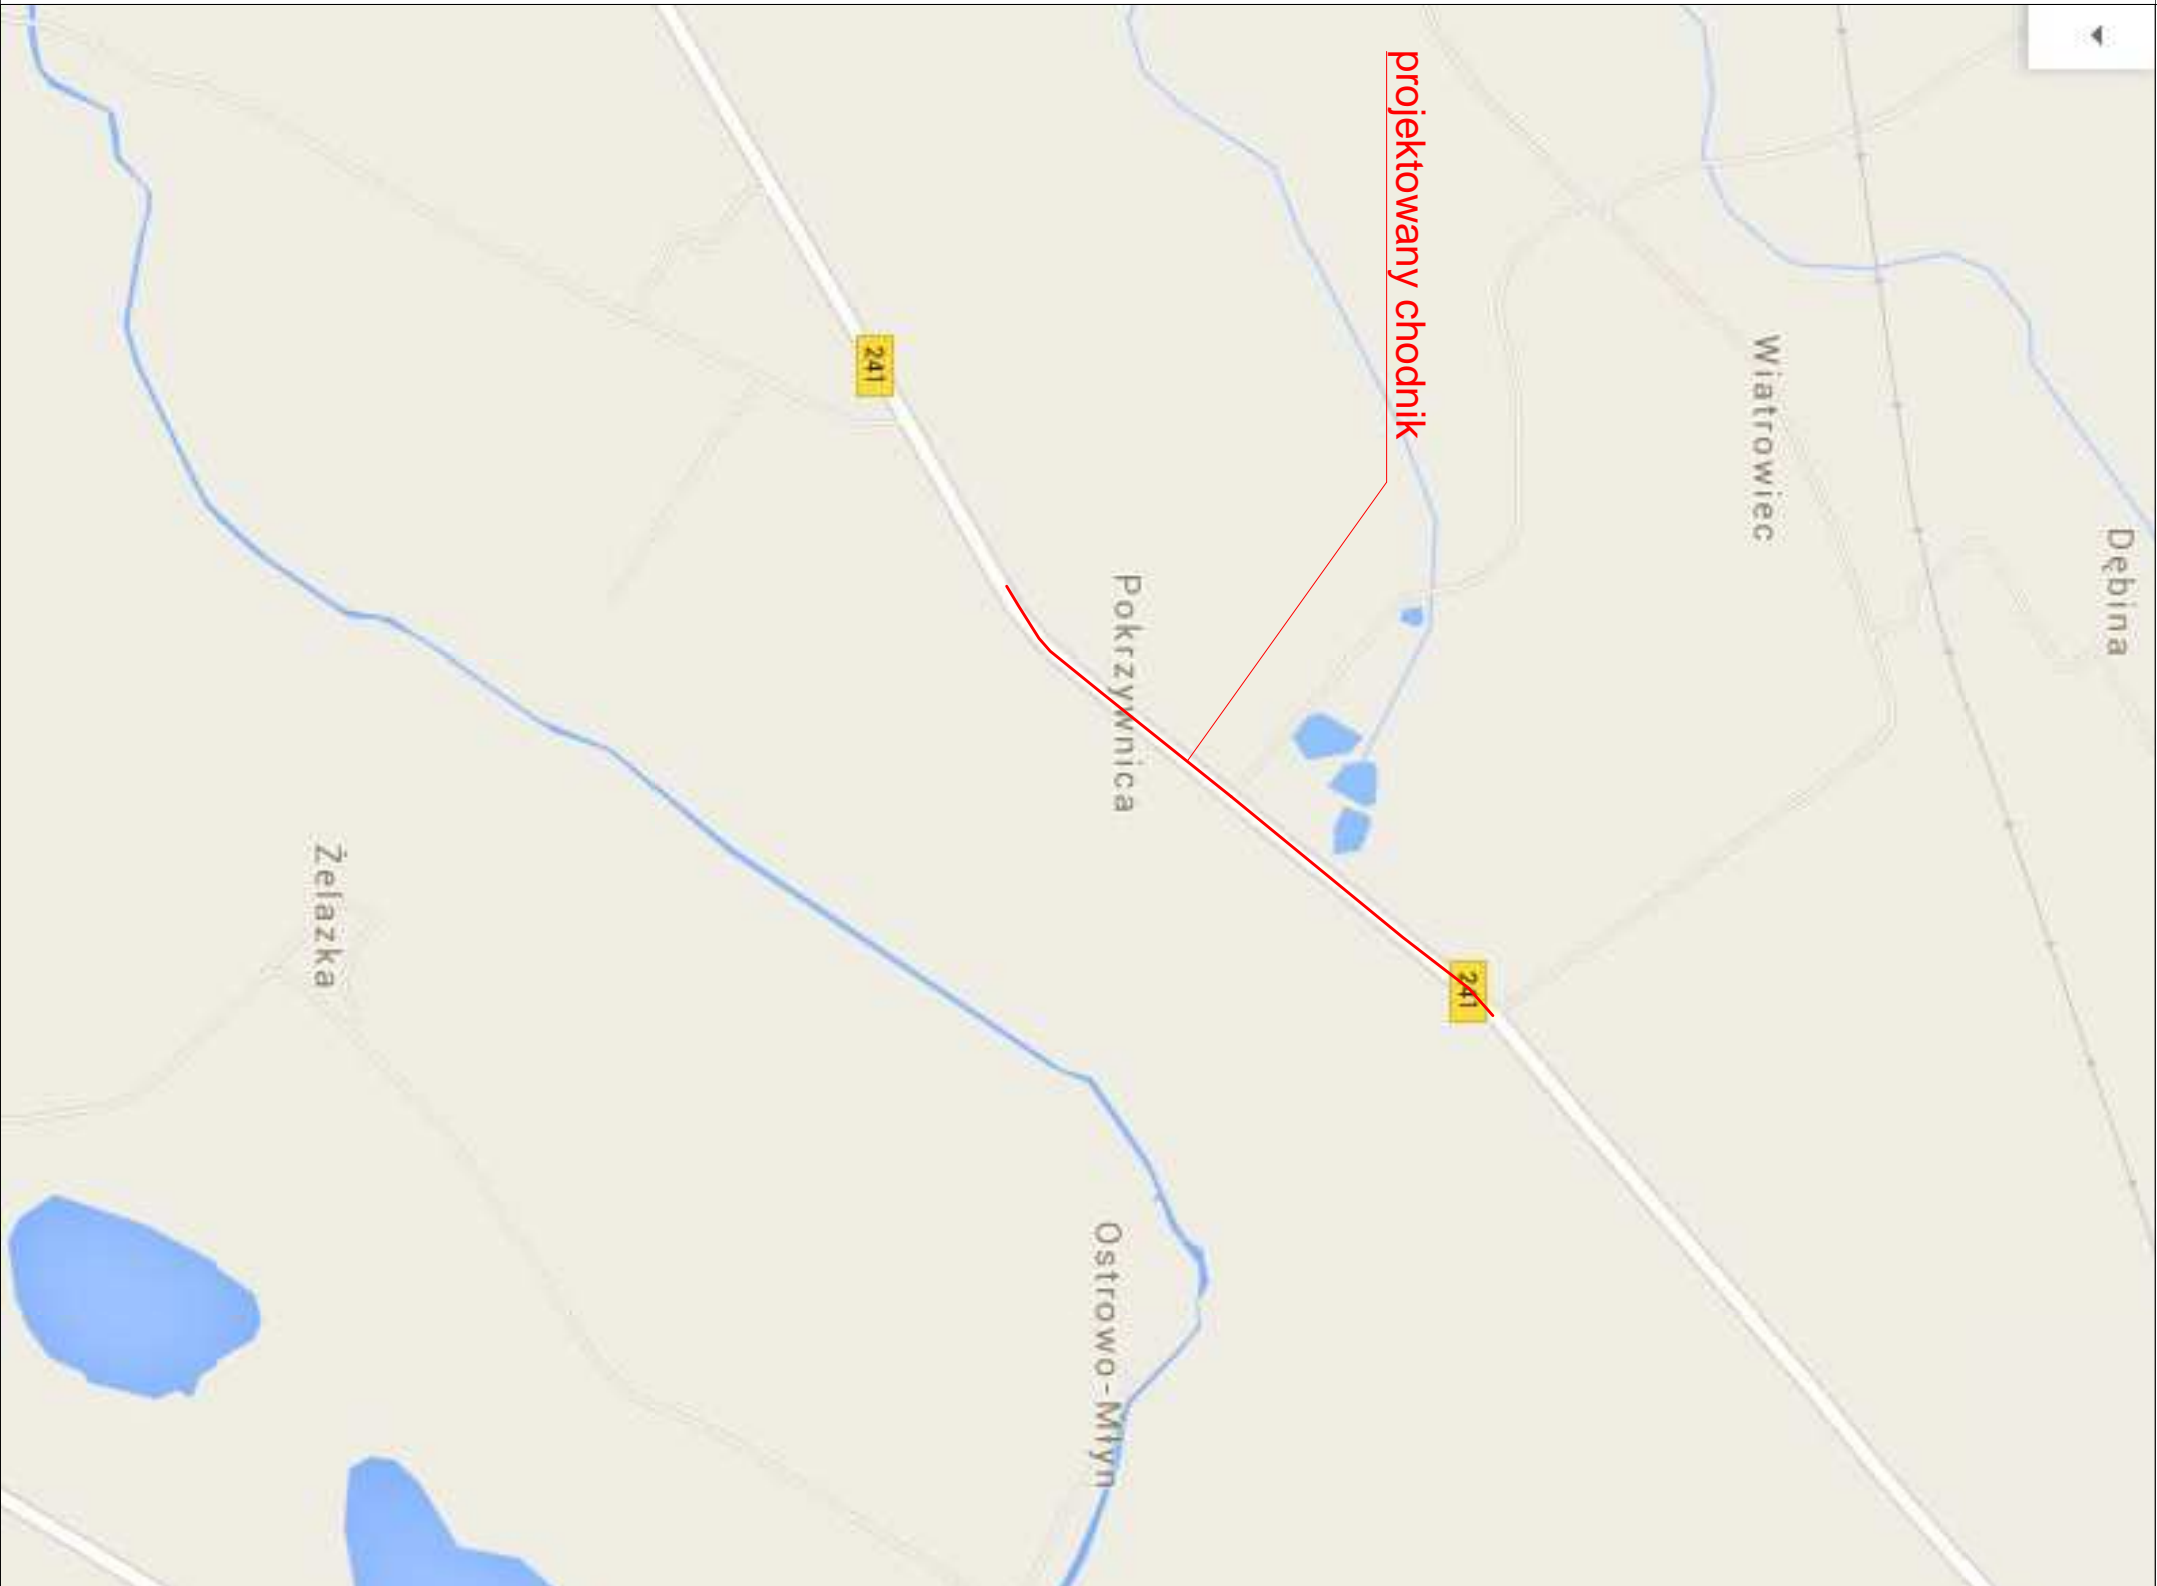 Dębina
Wiatrowiec
projektowany chodnik
Pokrzywnica
241
241
Ostrowo-Młyn
Żelazka